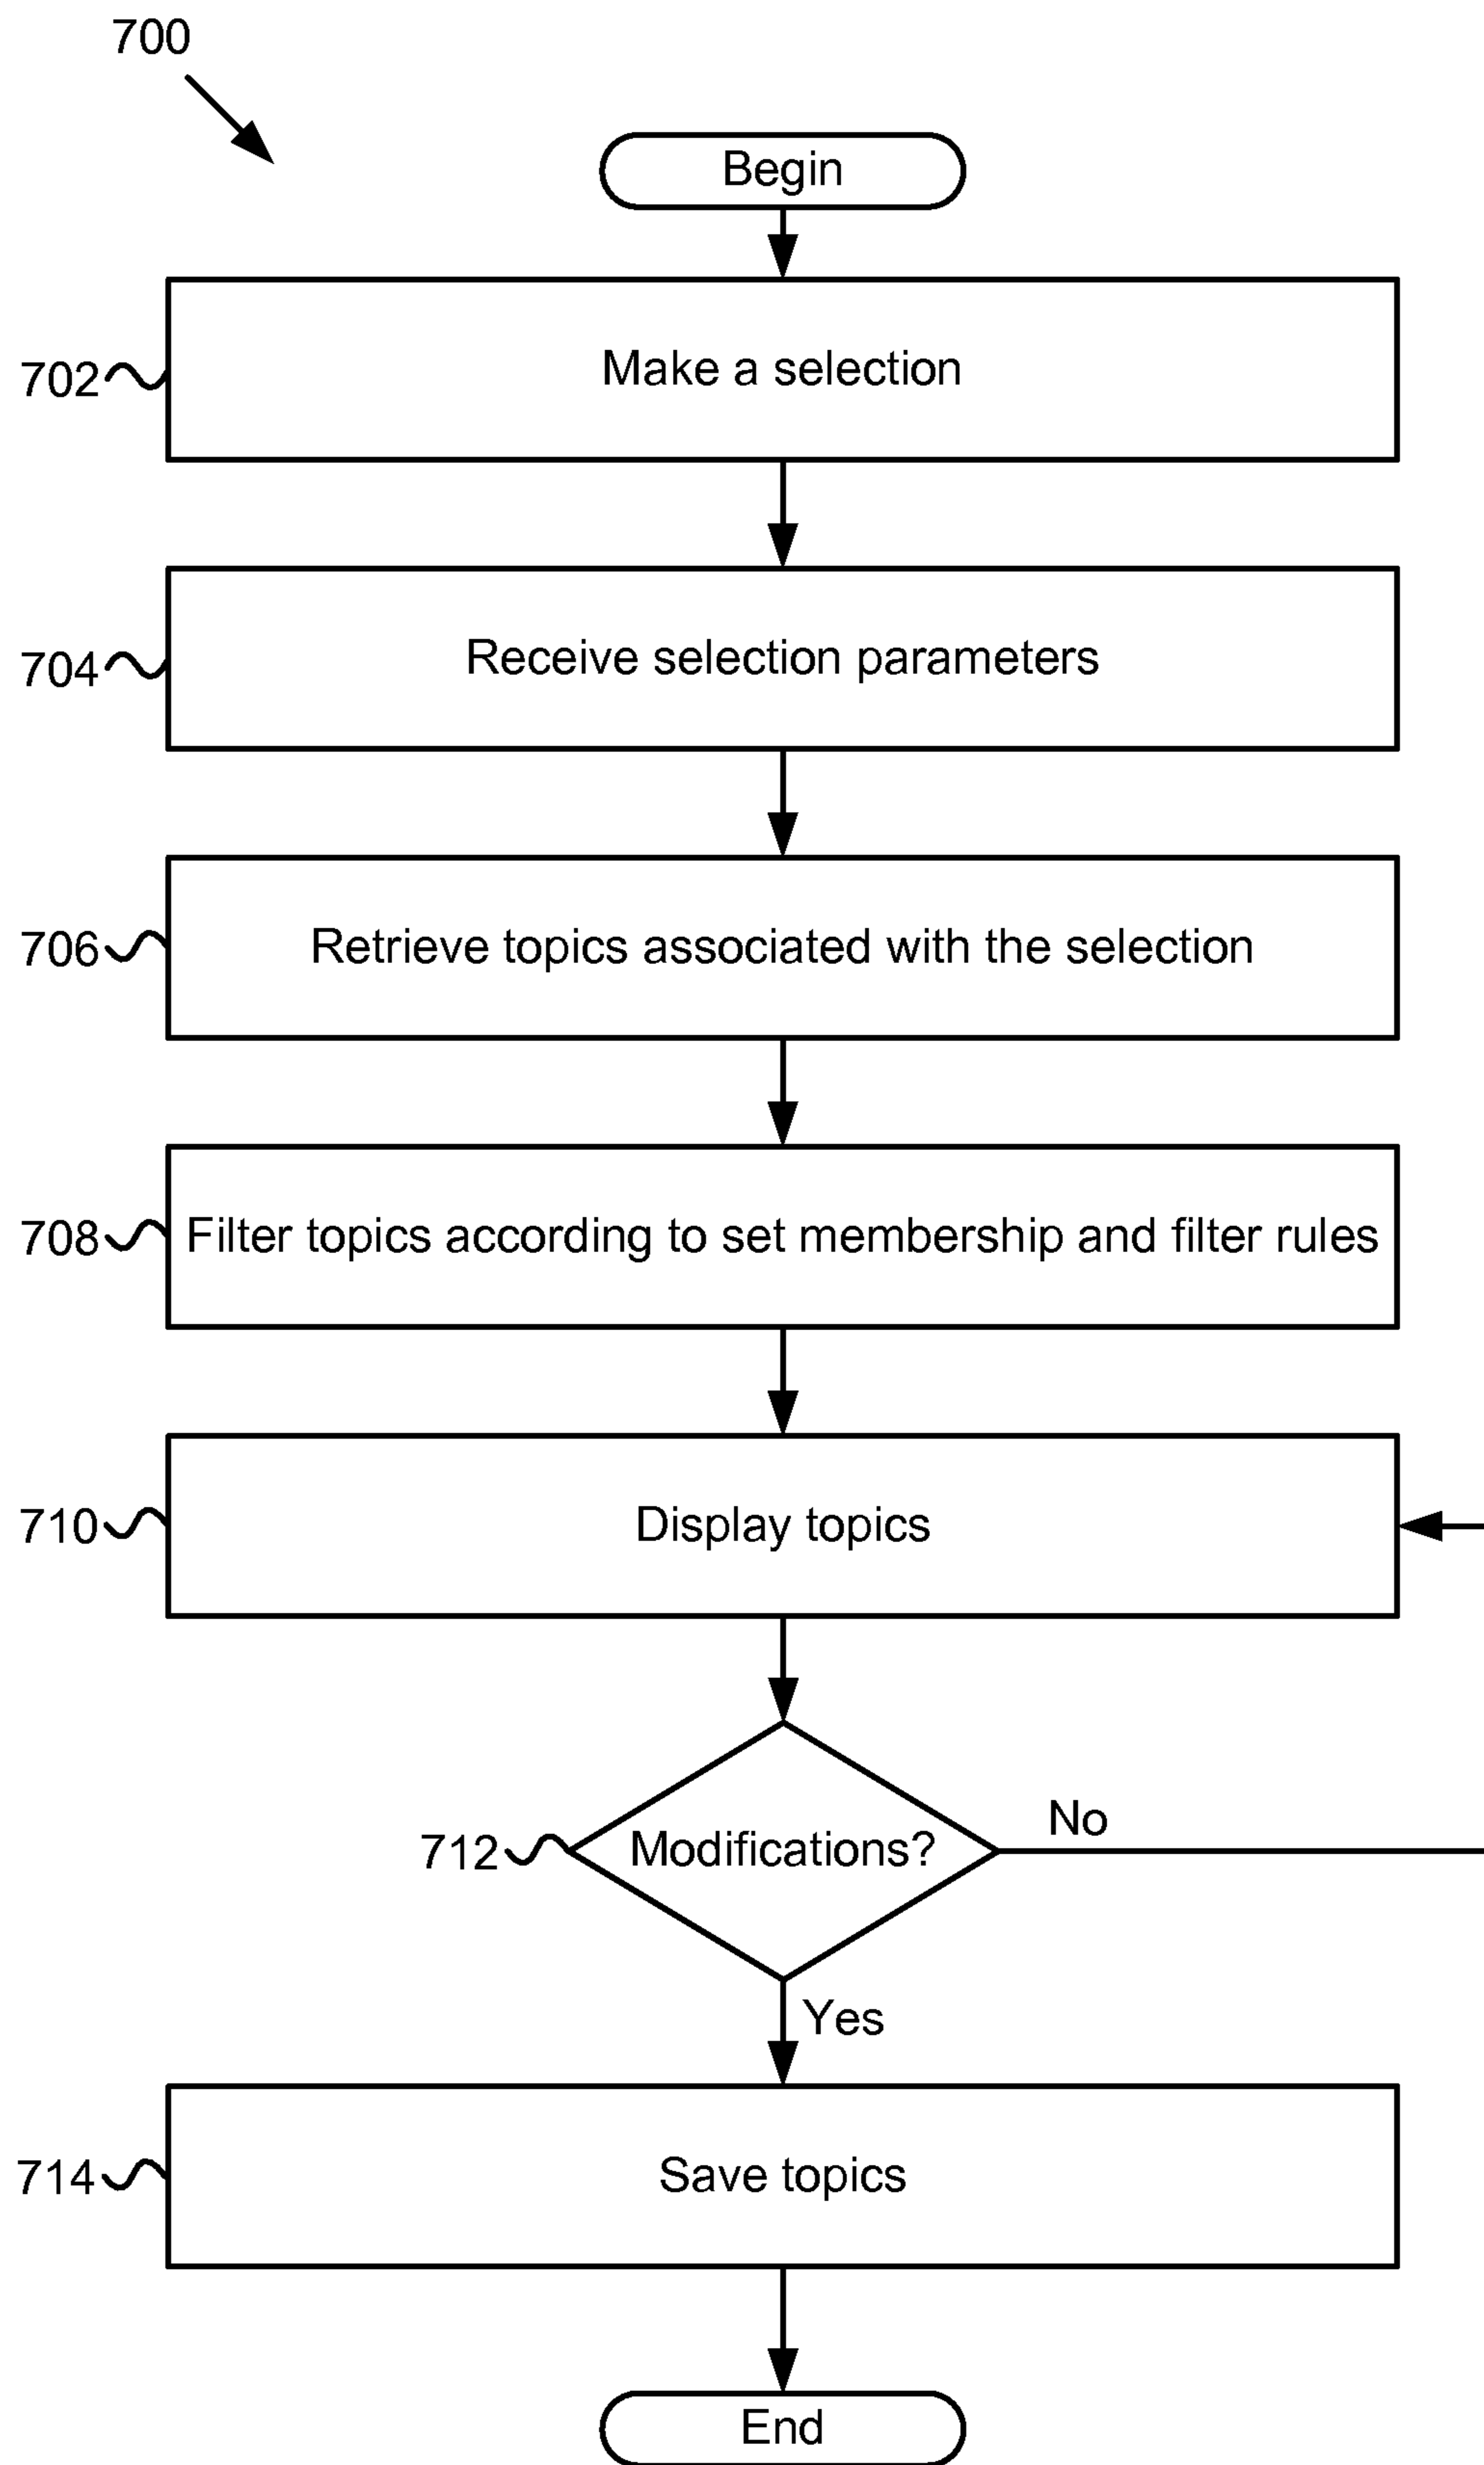 700
Begin
Make a selection
702
Receive selection parameters
704
Retrieve topics associated with the selection
706
Filter topics according to set membership and filter rules
708
Display topics
710
Modifications?
712
No
Yes
Save topics
714
End